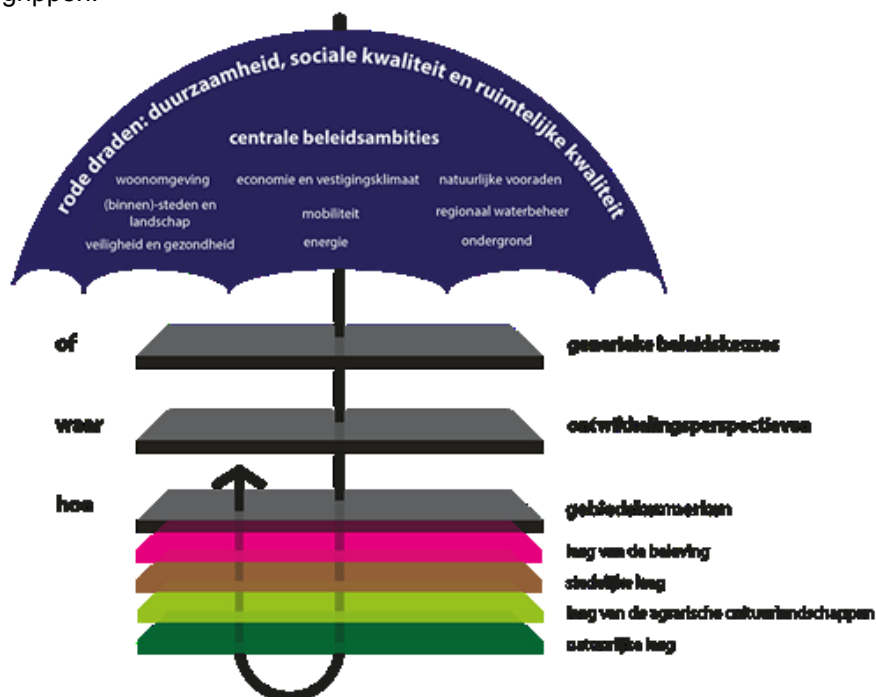 grippen.
rode draden: duurzaamheid, sociale kwaliteit en ruimtelijke kwaliteit
centrale beleidsambities
woonomgeving economie en vestigingsklimaat natuurlijke vooraden
(binnen)-steden en
landschap
mobiliteit regionaal waterbeheer
veiligheid en gezondheid energie ondergrond
of generieke beleidskeuzes
waar ontwikkelingsperspectieven
hoe gebiedskenmerken
laag van de beleving
stedelijke laag
laag van de agrarische cultuurlandschappen
natuurlijke laag